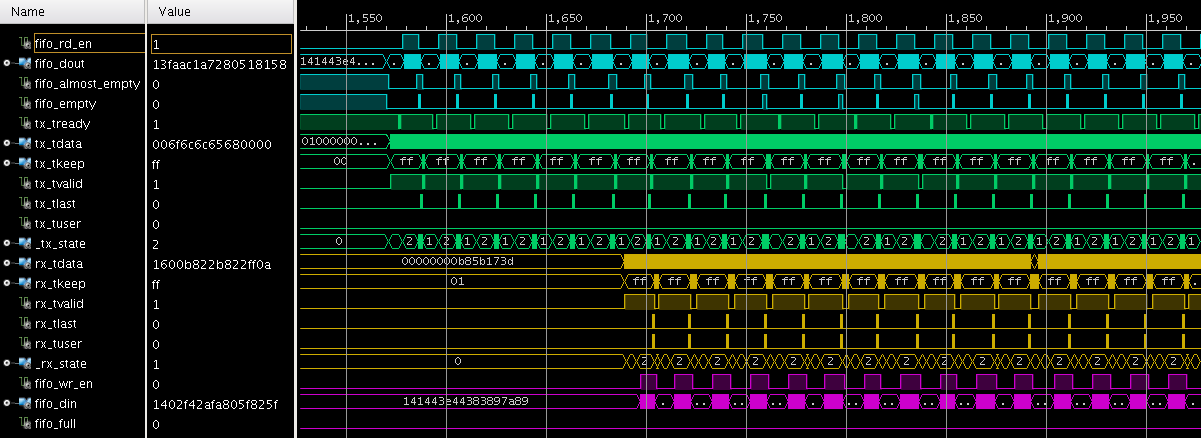 Name Value 1,550 1,600 1,650 1,700 1,750 1,800 1,850 1,900 1,950
fifo_rd_en 1
fifo_dout 13faac1a7280518158 141443e4...
fifo_almost_empty 0
fifo_empty 0
tx_tready 1
tx_tdata 006f6c6c65680000 01000000...
tx_tkeep ff 00 ff ff ff ff ff ff ff ff ff ff ff ff ff ff ff ff ff ff ff ff ff
tx_tvalid 1
tx_tlast 0
tx_tuser 0
_tx_state 2 0 2 1 2 1 2 1 2 1 2 1 2 1 2 1 2 1 2 1 2 1 2 1 2 1 2 1 2 1 2 1 2 1 2 1 2 1 2 1 2 1
rx_tdata 1600b822b822ff0a 00000000b85b173d
rx_tkeep ff 01 ff ff ff ff ff ff ff ff ff ff ff ff ff ff ff
rx_tvalid 1
rx_tlast 0
rx_tuser 0
_rx_state 1 0 2 2 2 2 2 2 2 2 2 2 2 2 2 2 2
fifo_wr_en 0
fifo_din 1402f42afa805f825f 141443e44383897a89
fifo_full 0